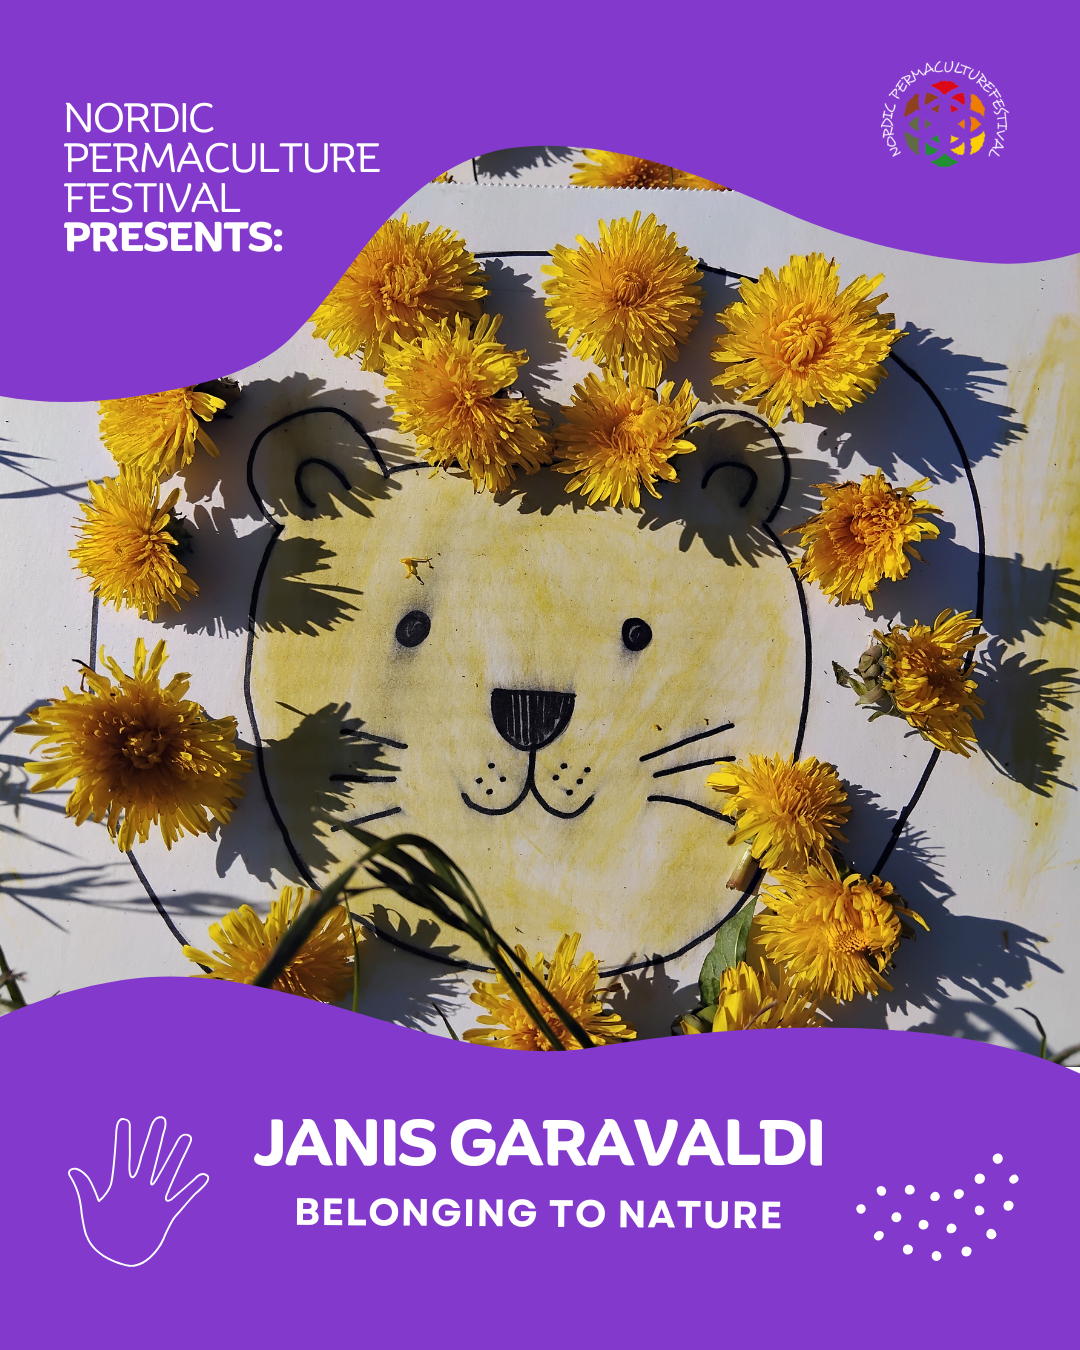 NORDIC
PERMACULTURE
FESTIVAL
PRESENTS:
NORDIC PERMACULTUREFESTIVAL
JANIS GARAVALDI
BELONGING TO NATURE